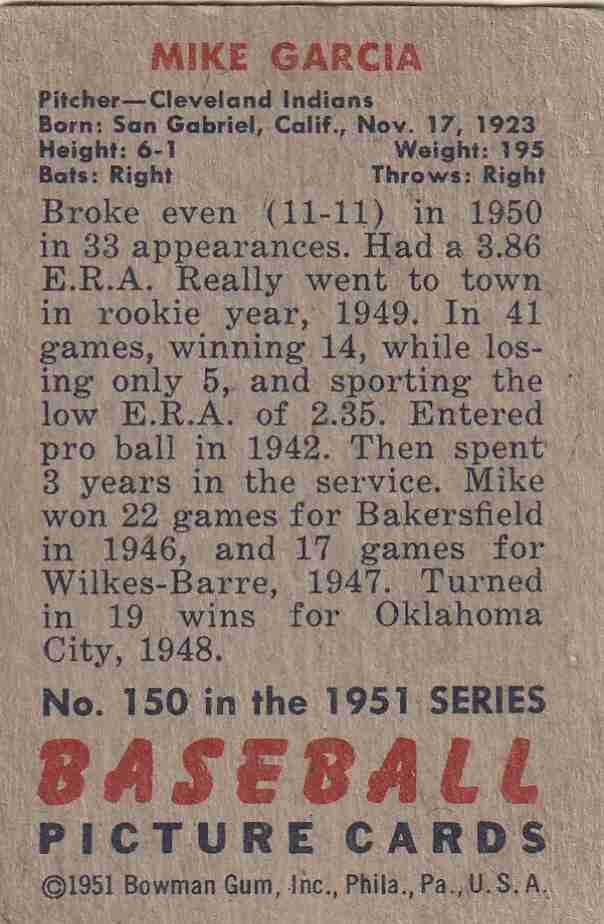 MIKE GARCIA
Pitcher—Cleveland Indians
Born: San Gabriel, Calif., Nov. 17, 1923
Height: 6-1 Weight: 195
Bats: Right Throws: Right
Broke even (11-11) in 1950
in 33 appearances. Had a 3.86
E.R.A. Really went to town
in rookie year, 1949. In 41
games, winning 14, while los-
ing only 5, and sporting the
low E.R.A. of 2.35. Entered
pro ball in 1942. Then spent
3 years in the service. Mike
won 22 games for Bakersfield
in 1946, and 17 games for
Wilkes-Barre, 1947. Turned
in 19 wins for Oklahoma
City, 1948.
No. 150 in the 1951 SERIES
BASEBALL
PICTURE CARDS
©1951 Bowman Gum, Inc., Phila., Pa., U.S.A.